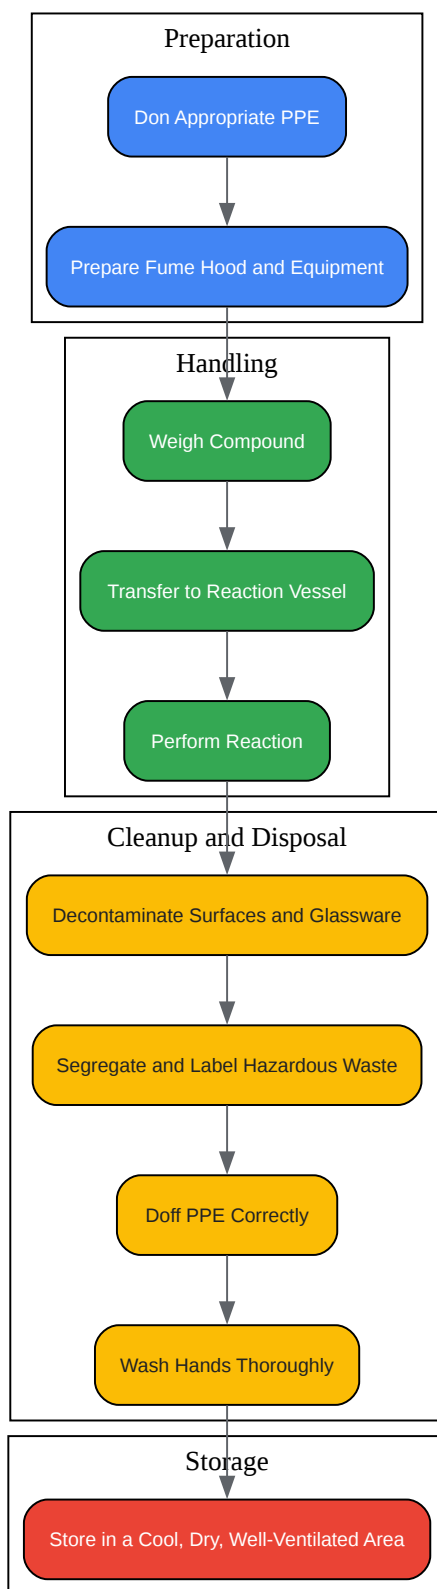 Preparation
Don Appropriate PPE
Prepare Fume Hood and Equipment
Handling
Weigh Compound
Transfer to Reaction Vessel
Perform Reaction
Cleanup and Disposal
Decontaminate Surfaces and Glassware
Segregate and Label Hazardous Waste
Doff PPE Correctly
Wash Hands Thoroughly
Storage
Store in a Cool, Dry, Well-Ventilated Area